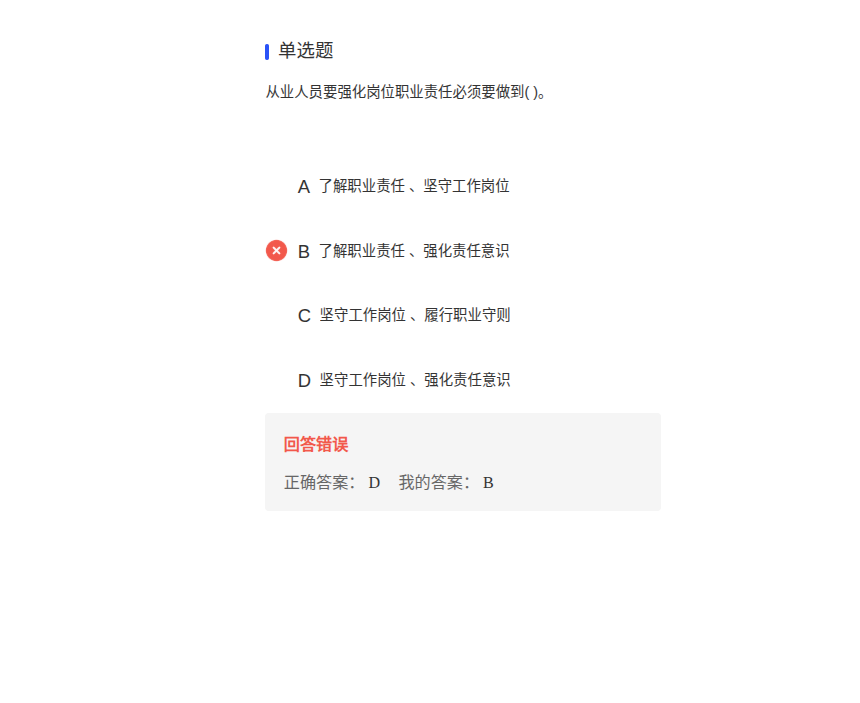 单选题
从业人员要强化岗位职业责任必须要做到( )。
A 了解职业责任 、坚守工作岗位
B 了解职业责任 、强化责任意识
C 坚守工作岗位 、履行职业守则
D 坚守工作岗位 、强化责任意识
回答错误
正确答案： D 我的答案： B